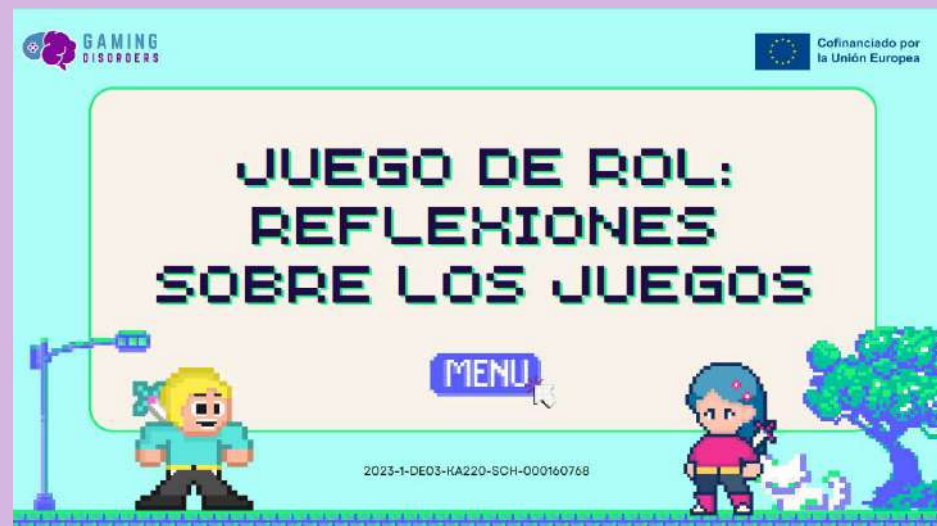 GAMING
DISORDERS
Cofinanciado por
la Unión Europea
JUEGO DE ROL:
REFLEXIONES
SOBRE LOS JUEGOS
MENU
2023-1-DE03-KA220-SCH-000160768